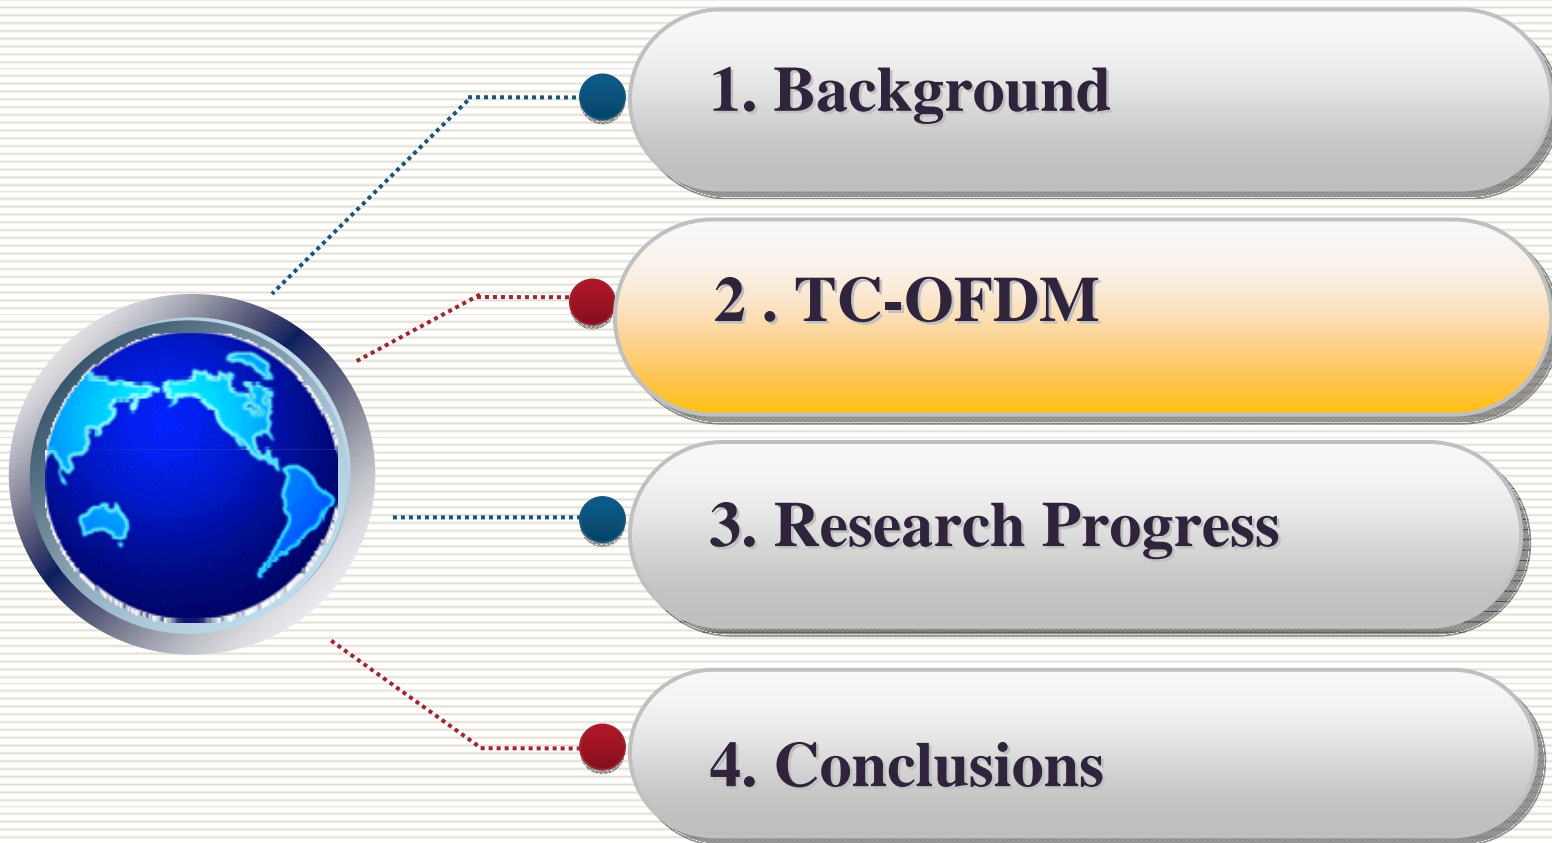 1. Background
2 . TC-OFDM
3. Research Progress
4. Conclusions